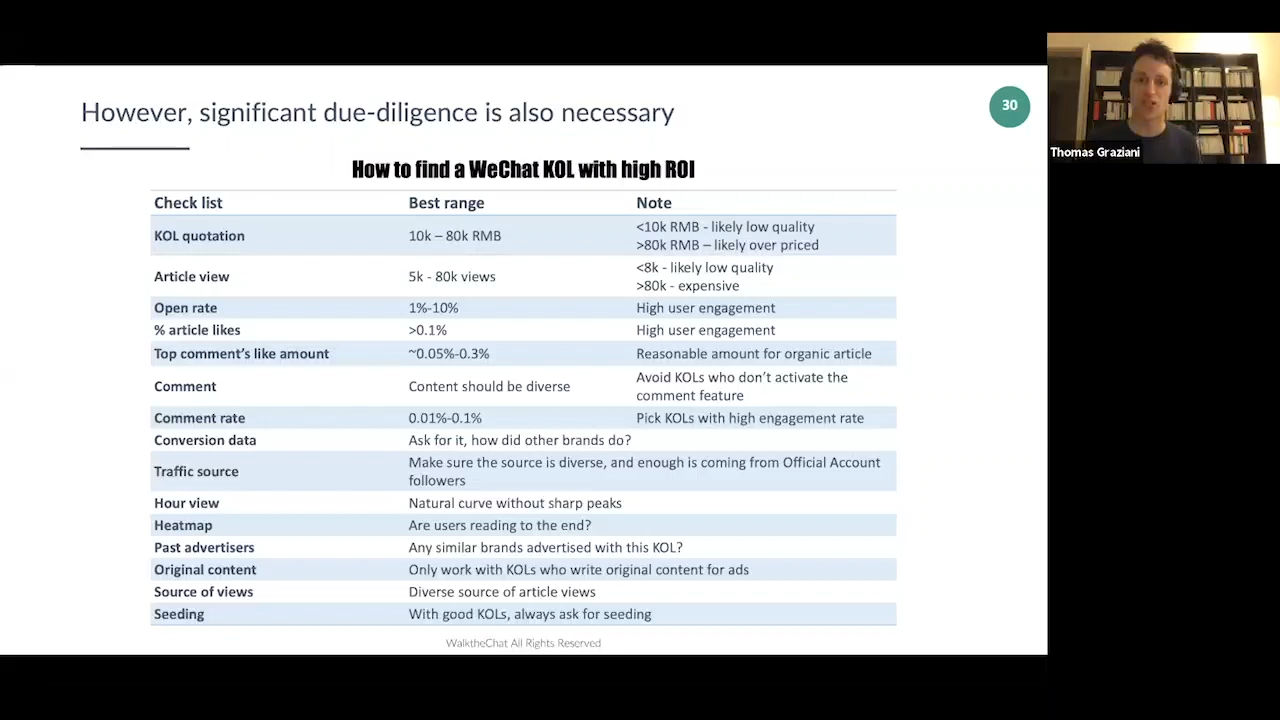 However, significant due-diligence is also necessary
30
Thomas Graziani
How to find a WeChat KOL with high ROI
Check list Best range Note
KOL quotation 10k – 80k RMB <10k RMB - likely low quality
>80k RMB – likely over priced
Article view 5k - 80k views <8k - likely low quality
>80k - expensive
Open rate 1%-10% High user engagement
% article likes >0.1% High user engagement
Top comment's like amount ~0.05%-0.3% Reasonable amount for organic article
Comment Content should be diverse Avoid KOLs who don't activate the
comment feature
Comment rate 0.01%-0.1% Pick KOLs with high engagement rate
Conversion data Ask for it, how did other brands do?
Traffic source Make sure the source is diverse, and enough is coming from Official Account
followers
Hour view Natural curve without sharp peaks
Heatmap Are users reading to the end?
Past advertisers Any similar brands advertised with this KOL?
Original content Only work with KOLs who write original content for ads
Source of views Diverse source of article views
Seeding With good KOLs, always ask for seeding
WalktheChat All Rights Reserved